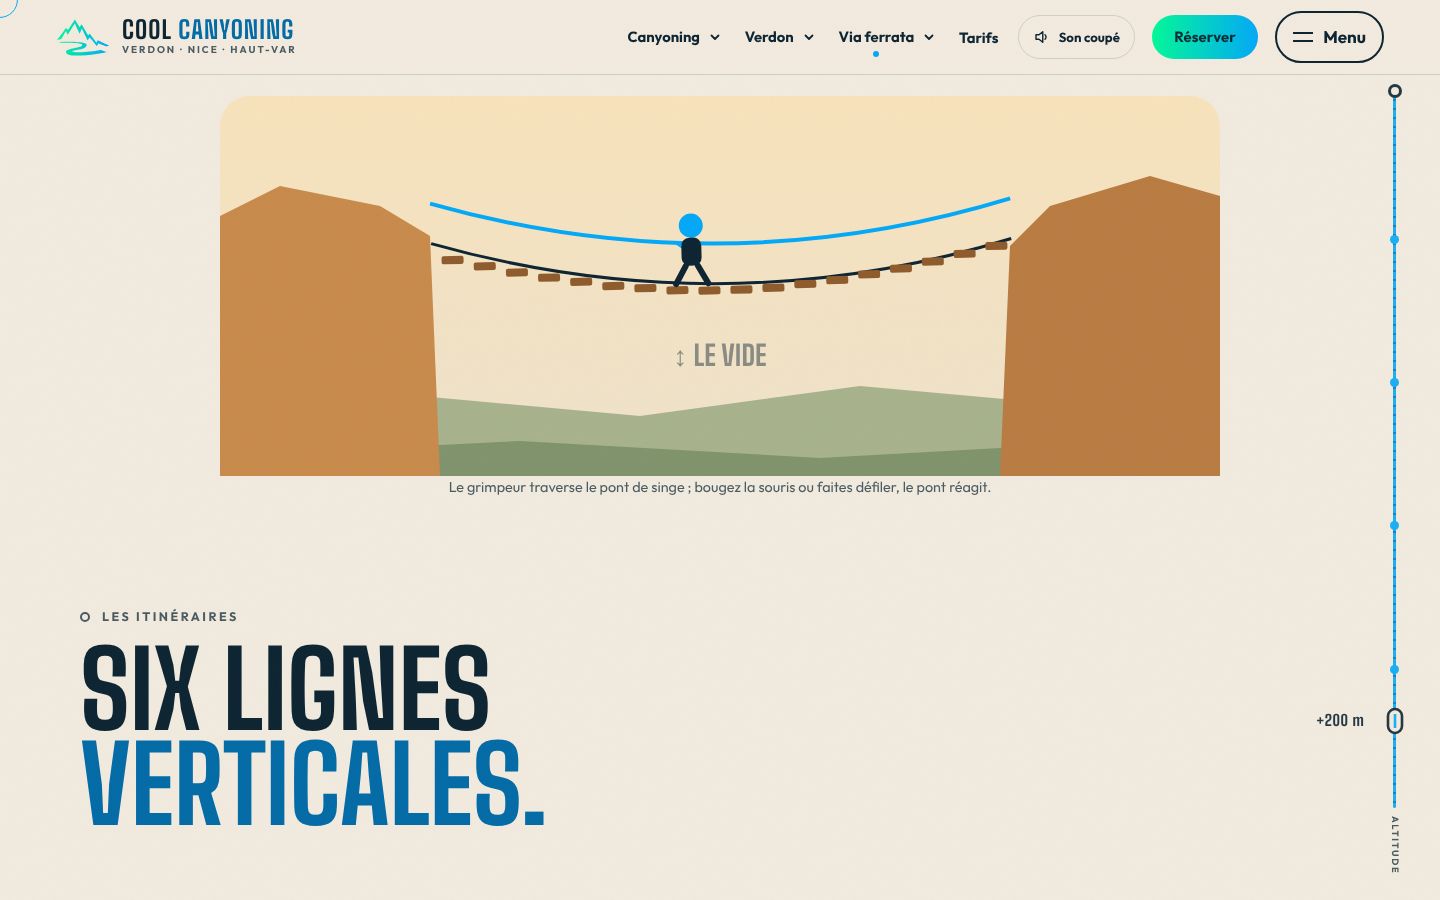 COOL CANYONING
VERDON · NICE · HAUT-VAR
Canyoning
Verdon
Via ferrata
Tarifs
Son coupé
Réserver
Menu
↕ LE VIDE
Le grimpeur traverse le pont de singe ; bougez la souris ou faites défiler, le pont réagit.
LES ITINÉRAIRES
SIX LIGNES
VERTICALES.
+200 m
ALTITUDE